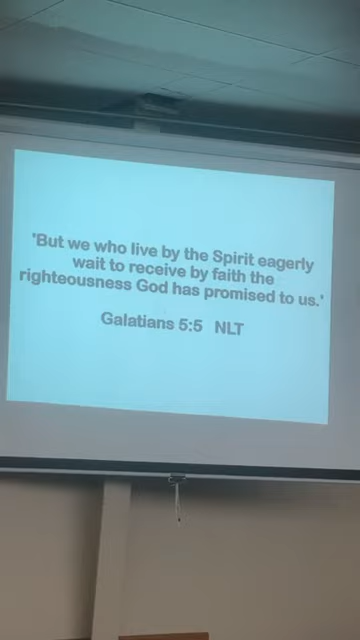 'But we who live by the Spirit eagerly
wait to receive by faith the
righteousness God has promised to us.'
Galatians 5:5 NLT